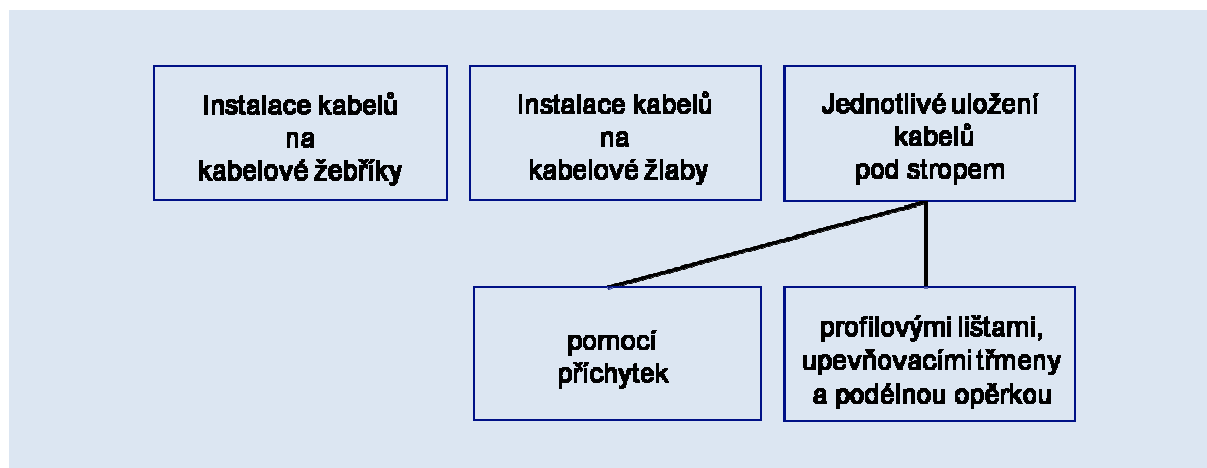 Instalace kabelů
na
kabelové žebříky
Instalace kabelů
na
kabelové žlaby
Jednotlivé uložení
kabelů
pod stropem
pomocí
příchytek
profilovými lištami,
upevňovacími třmeny
a podélnou opěrkou